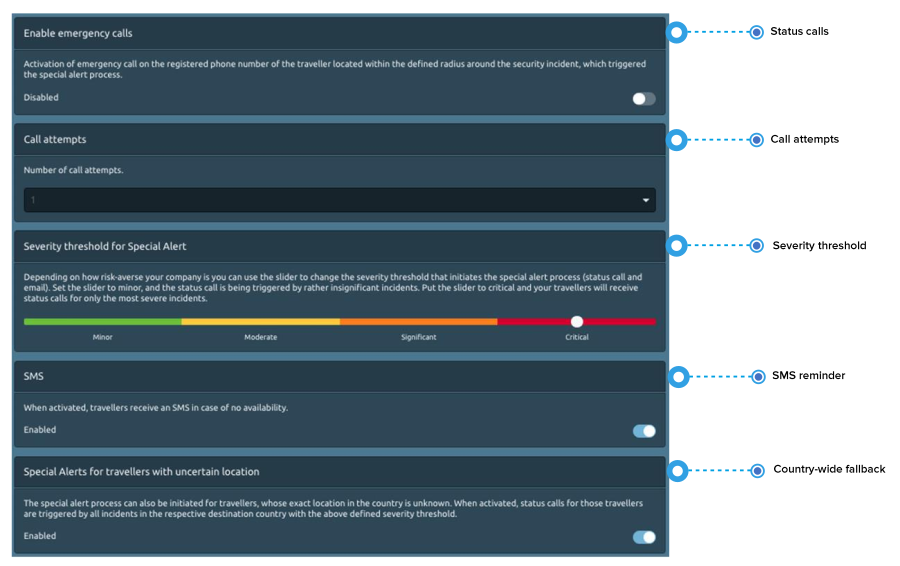 Enable emergency calls
Status calls
Activation of emergency call on the registered phone number of the traveller located within the defined radius around the security incident, which triggered
the special alert process.
Disabled
Call attempts
Call attempts
Number of call attempts.
1
Severity threshold for Special Alert
Severity threshold
Depending on how risk-averse your company is you can use the slider to change the severity threshold that initiates the special alert process (status call and
email). Set the slider to minor, and the status call is being triggered by rather insignificant incidents. Put the slider to critical and your travellers will receive
status calls for only the most severe incidents.
Minor Moderate Significant Critical
SMS
SMS reminder
When activated, travellers receive an SMS in case of no availability.
Enabled
Special Alerts for travellers with uncertain location
Country-wide fallback
The special alert process can also be initiated for travellers, whose exact location in the country is unknown. When activated, status calls for those travellers
are triggered by all incidents in the respective destination country with the above defined severity threshold.
Enabled